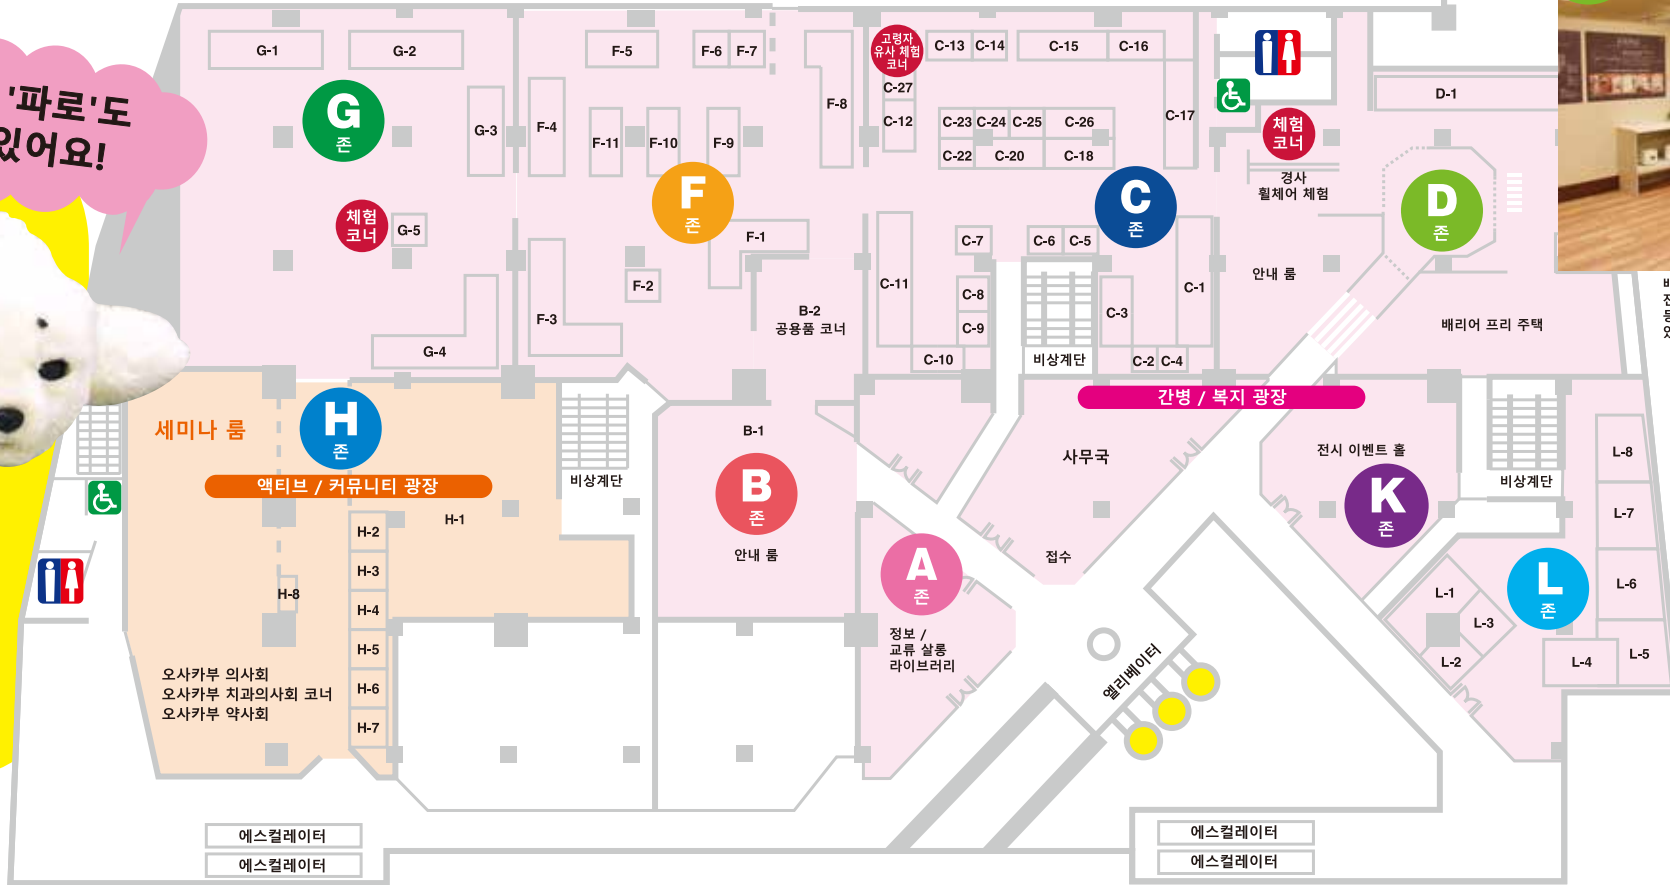 '파로'도
있어요!
G-1
G-2
G
존
G-3
체험
코너
G-5
G-4
F-5
F-6
F-7
F-8
F-4
F-11
F-10
F-9
F
존
F-1
F-2
F-3
B-2
공용품 코너
고령자
유사 체험
코너
C-13
C-14
C-15
C-16
C-27
C-12
C-17
C-23
C-24
C-25
C-26
C-22
C-20
C-18
C
존
C-7
C-6
C-5
C-11
C-8
C-9
C-10
C-3
C-1
C-2
C-4
비상계단
체험
코너
경사
휠체어 체험
D-1
D
존
안내 룸
배리어 프리 주택
간병 / 복지 광장
세미나 룸
H
존
액티브 / 커뮤니티 광장
H-1
H-2
H-3
H-4
H-5
H-6
H-7
H-8
오사카부 의사회
오사카부 치과의사회 코너
오사카부 약사회
비상계단
B-1
B
존
안내 룸
A
존
정보 /
교류 살롱
라이브러리
사무국
접수
전시 이벤트 홀
K
존
비상계단
L-8
L-7
L-6
L-5
L-4
L
존
L-1
L-3
L-2
엘리베이터
에스컬레이터
에스컬레이터
에스컬레이터
에스컬레이터